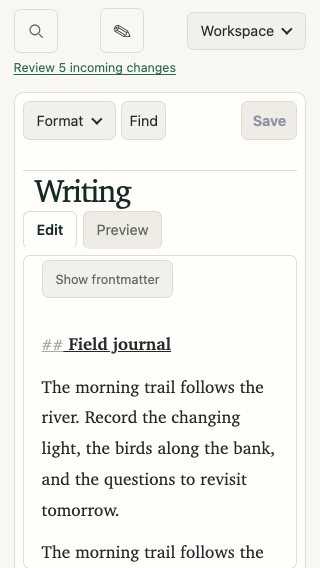 Workspace
Review 5 incoming changes
Format
Find
Save
Writing
Edit
Preview
Show frontmatter
## Field journal
The morning trail follows the
river. Record the changing
light, the birds along the bank,
and the questions to revisit
tomorrow.
The morning trail follows the